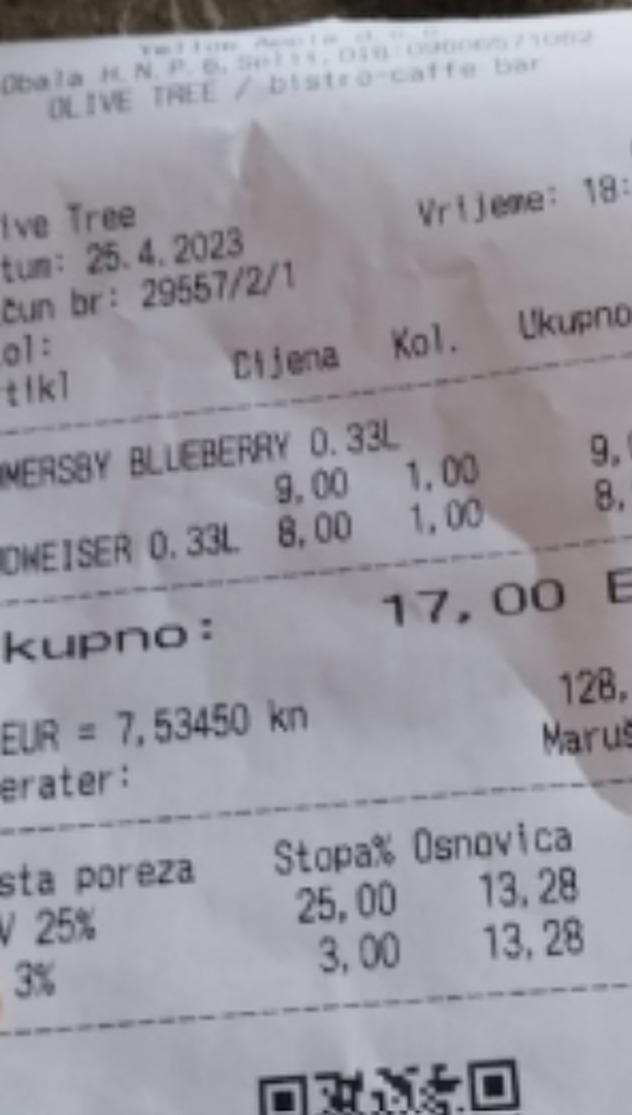 Yellow Apple d.o.o
Obala H. N. P. 6, Split, OIB:
OLIVE TREE / bistro-caffe bar
ive Tree
tum: 25.4.2023 Vrijeme: 18:
čun br: 29557/2/1
ol:
tikl Cijena Kol. Ukupno
MERSBY BLUEBERRY 0.33L
9,00 1,00 9,
DWEISER 0.33L 8,00 1,00 8,
kupno: 17,00 E
EUR = 7,53450 kn 128,
erater: Maruš
sta poreza Stopa% Osnovica
V 25% 25,00 13,28
3% 3,00 13,28